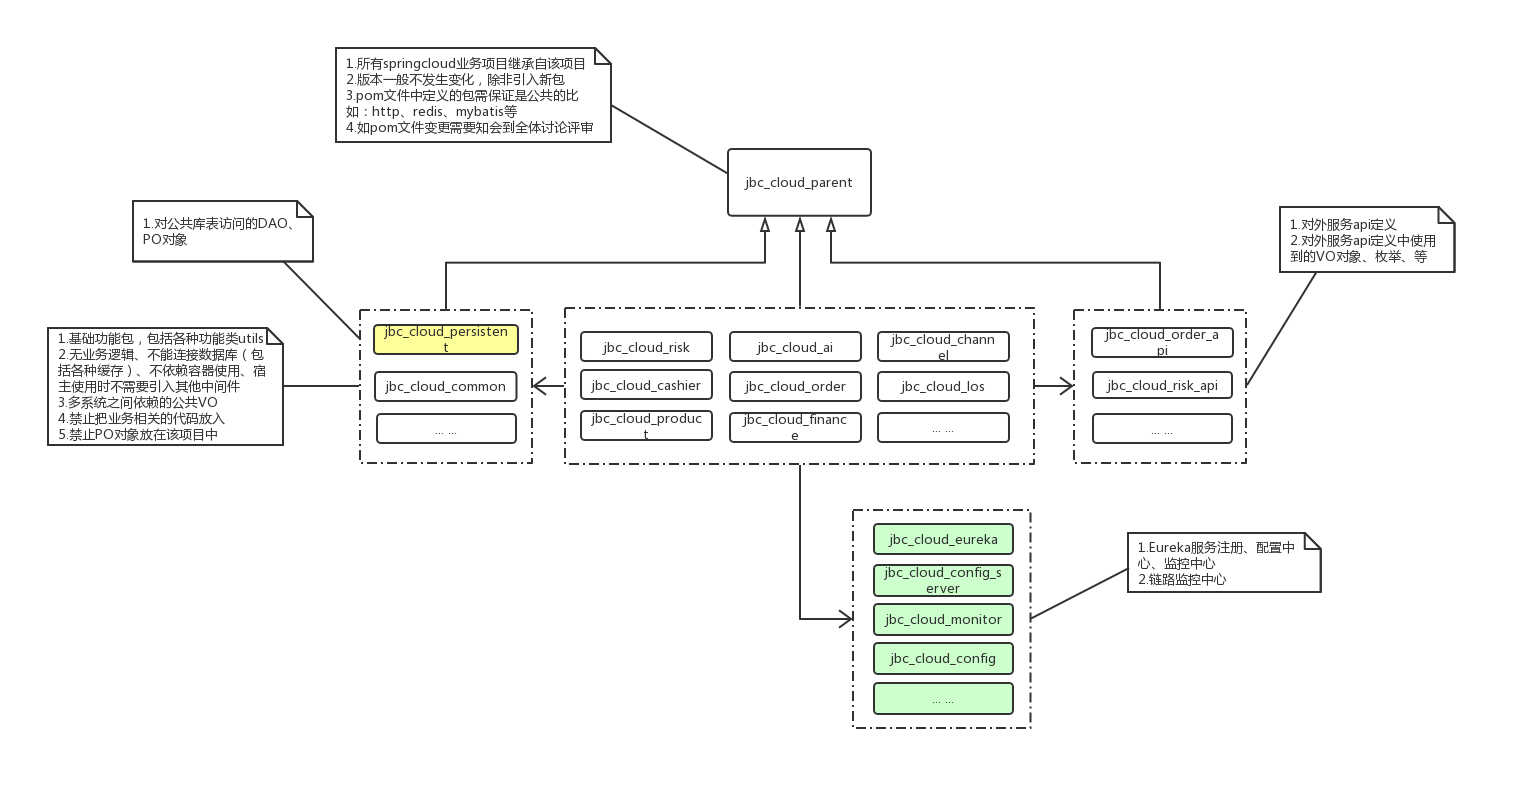 1.所有springcloud业务项目继承自该项目
2.版本一般不发生变化，除非引入新包
3.pom文件中定义的包需保证是公共的比
如：http、redis、mybatis等
4.如pom文件变更需要知会到全体讨论评审
jbc_cloud_parent
1.对公共库表访问的DAO、
PO对象
1.对外服务api定义
2.对外服务api定义中使用
到的VO对象、枚举、等
1.基础功能包，包括各种功能类utils
2.无业务逻辑、不能连接数据库（包
括各种缓存）、不依赖容器使用、宿
主使用时不需要引入其他中间件
3.多系统之间依赖的公共VO
4.禁止把业务相关的代码放入
5.禁止PO对象放在该项目中
jbc_cloud_persisten
t
jbc_cloud_common
... ...
jbc_cloud_risk
jbc_cloud_ai
jbc_cloud_chann
el
jbc_cloud_cashier
jbc_cloud_order
jbc_cloud_los
jbc_cloud_produc
t
jbc_cloud_financ
e
... ...
jbc_cloud_order_a
pi
jbc_cloud_risk_api
... ...
jbc_cloud_eureka
jbc_cloud_config_s
erver
jbc_cloud_monitor
jbc_cloud_config
... ...
1.Eureka服务注册、配置中
心、监控中心
2.链路监控中心